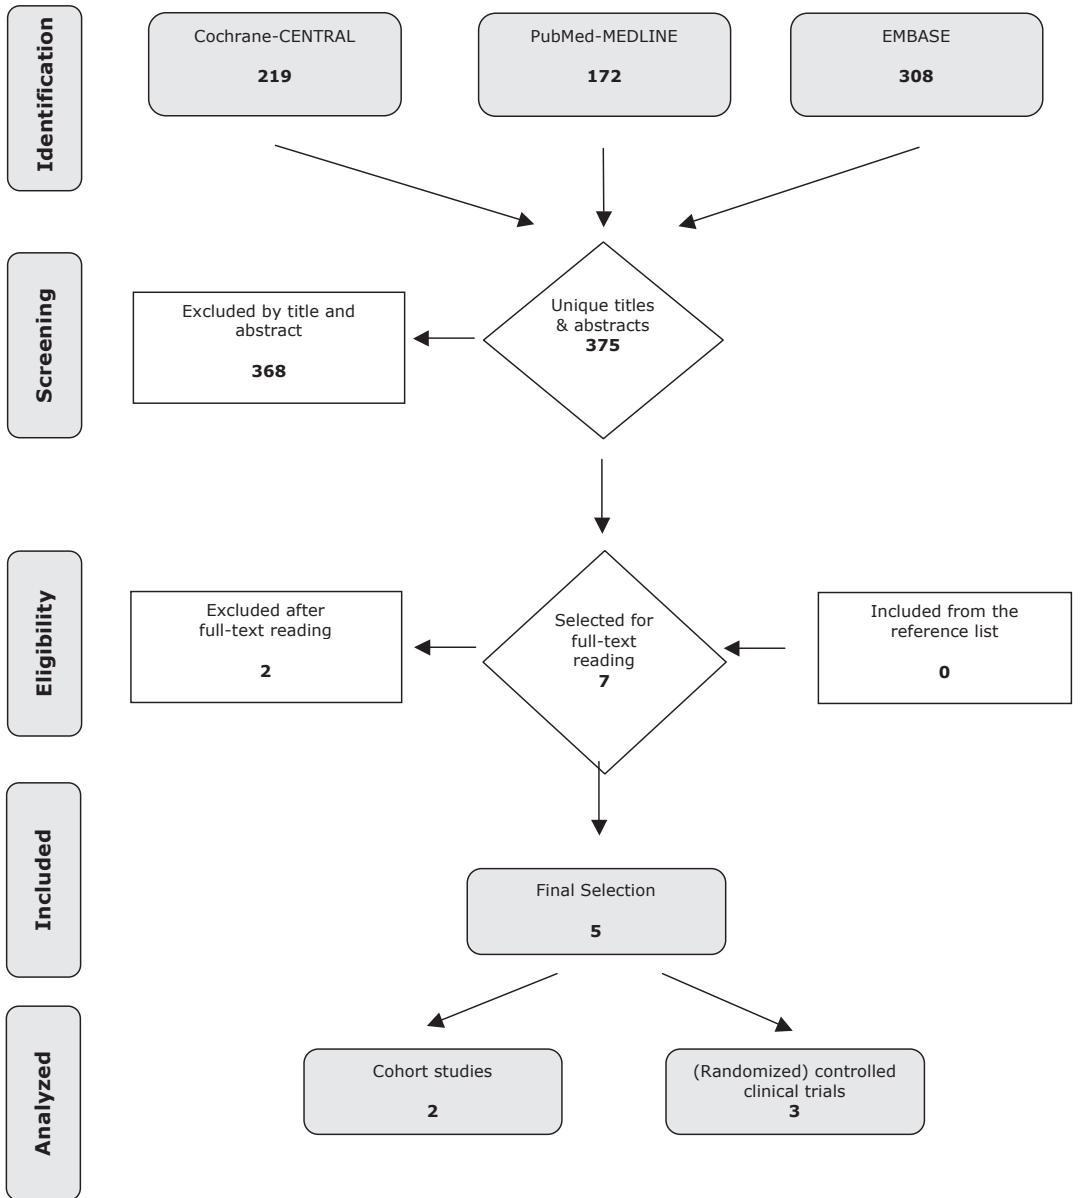 Identification
Cochrane-CENTRAL
219
PubMed-MEDLINE
172
EMBASE
308
Screening
Excluded by title and
abstract
368
Unique titles
& abstracts
375
Eligibility
Excluded after
full-text reading
2
Selected for
full-text
reading
7
Included from the
reference list
0
Included
Final Selection
5
Analyzed
Cohort studies
2
(Randomized) controlled
clinical trials
3